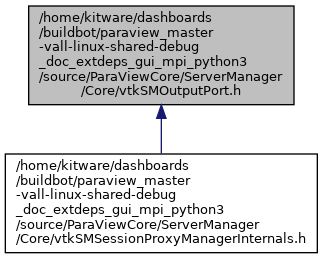 /home/kitware/dashboards
/buildbot/paraview_master
-vall-linux-shared-debug
_doc_extdeps_gui_mpi_python3
/source/ParaViewCore/ServerManager
/Core/vtkSMOutputPort.h
/home/kitware/dashboards
/buildbot/paraview_master
-vall-linux-shared-debug
_doc_extdeps_gui_mpi_python3
/source/ParaViewCore/ServerManager
/Core/vtkSMSessionProxyManagerInternals.h